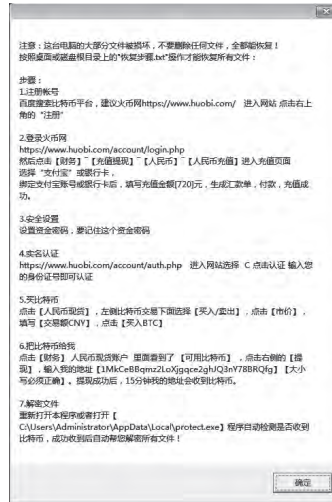 注意：这台电脑的大部分文件被损坏，不要删除任何文件，全都能恢复！
按照桌面或磁盘根目录上的"恢复步骤.txt"操作才能恢复所有文件：
步骤：
1.注册帐号
百度搜索比特币平台，建议火币网https://www.huobi.com/ 进入网站 点击右上
角的 "注册"
2.登录火币网
https://www.huobi.com/account/login.php
然后点击【财务】~【充值提现】~【人民币】~【人民币充值】进入充值页面
选择 "支付宝" 或银行卡，
绑定支付宝账号或银行卡后，填写充值金额[720]元，生成汇款单，付款，充值成
功。
3.安全设置
设置资金密码，要记住这个资金密码
4.实名认证
https://www.huobi.com/account/auth.php 进入网站选择 C 点击认证 输入您
的身份证号即可认证
5.买比特币
点击【人民币现货】，左侧比特币交易下面选择【买入/卖出】，点击【市价】，
填写【交易额CNY】，点击【买入BTC】
6.把比特币给我
点击【财务】 人民币现货账户 里面看到了 【可用比特币】，点击右侧的【提
现】，输入我的地址【1MkCeBBqmz2LoXjgqce2ghJQ3nY78BRQfg】【大小
写必须正确】。提现成功后，15分钟我的地址会收到比特币。
7.解密文件
重新打开本程序或者打开【
C:\Users\Administrator\AppData\Local\protect.exe】程序自动检测是否收到
比特币，成功收到后自动帮您解密所有文件！
确定